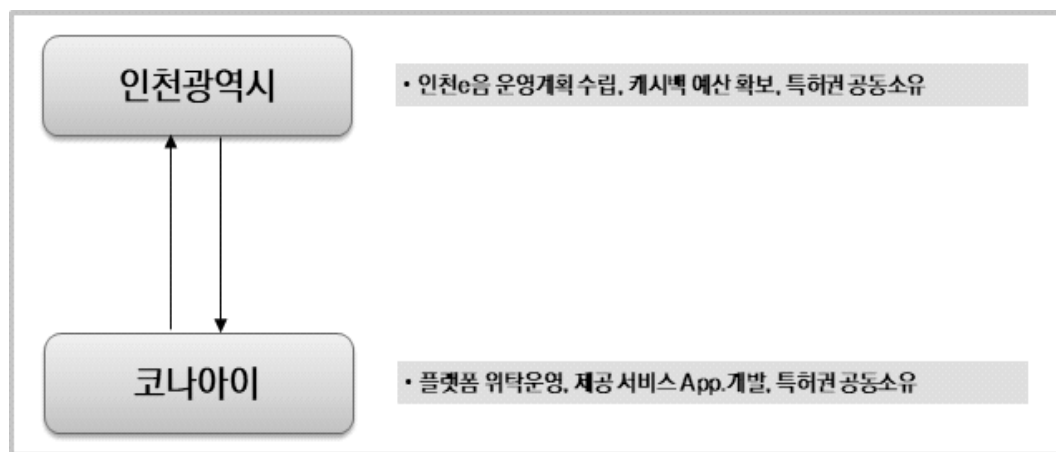 인천광역시
• 인천e음 운영계획 수립, 캐시백 예산 확보, 특허권 공동소유
코나아이
• 플랫폼 위탁운영, 제공 서비스 App.개발, 특허권 공동소유